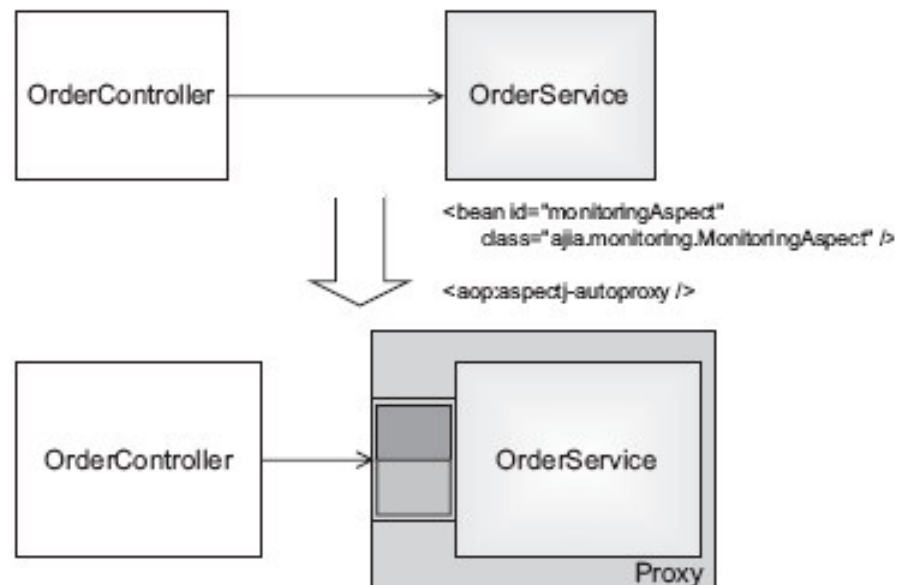 OrderController
OrderService
<bean id="monitoringAspect"
class="ajia.monitoring.MonitoringAspect" />
<aop:aspectj-autoproxy />
OrderController
OrderService
Proxy